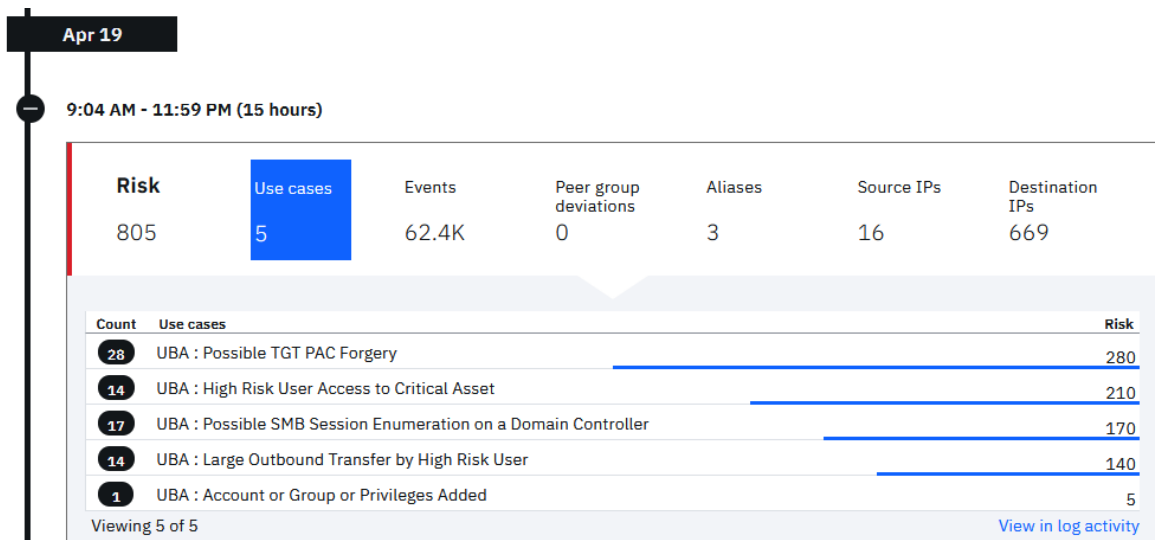 Apr 19
9:04 AM - 11:59 PM (15 hours)
Risk Use cases Events Peer group deviations Aliases Source IPs Destination IPs
805 5 62.4K 0 3 16 669
Count Use cases Risk
28 UBA : Possible TGT PAC Forgery 280
14 UBA : High Risk User Access to Critical Asset 210
17 UBA : Possible SMB Session Enumeration on a Domain Controller 170
14 UBA : Large Outbound Transfer by High Risk User 140
1 UBA : Account or Group or Privileges Added 5
Viewing 5 of 5 View in log activity